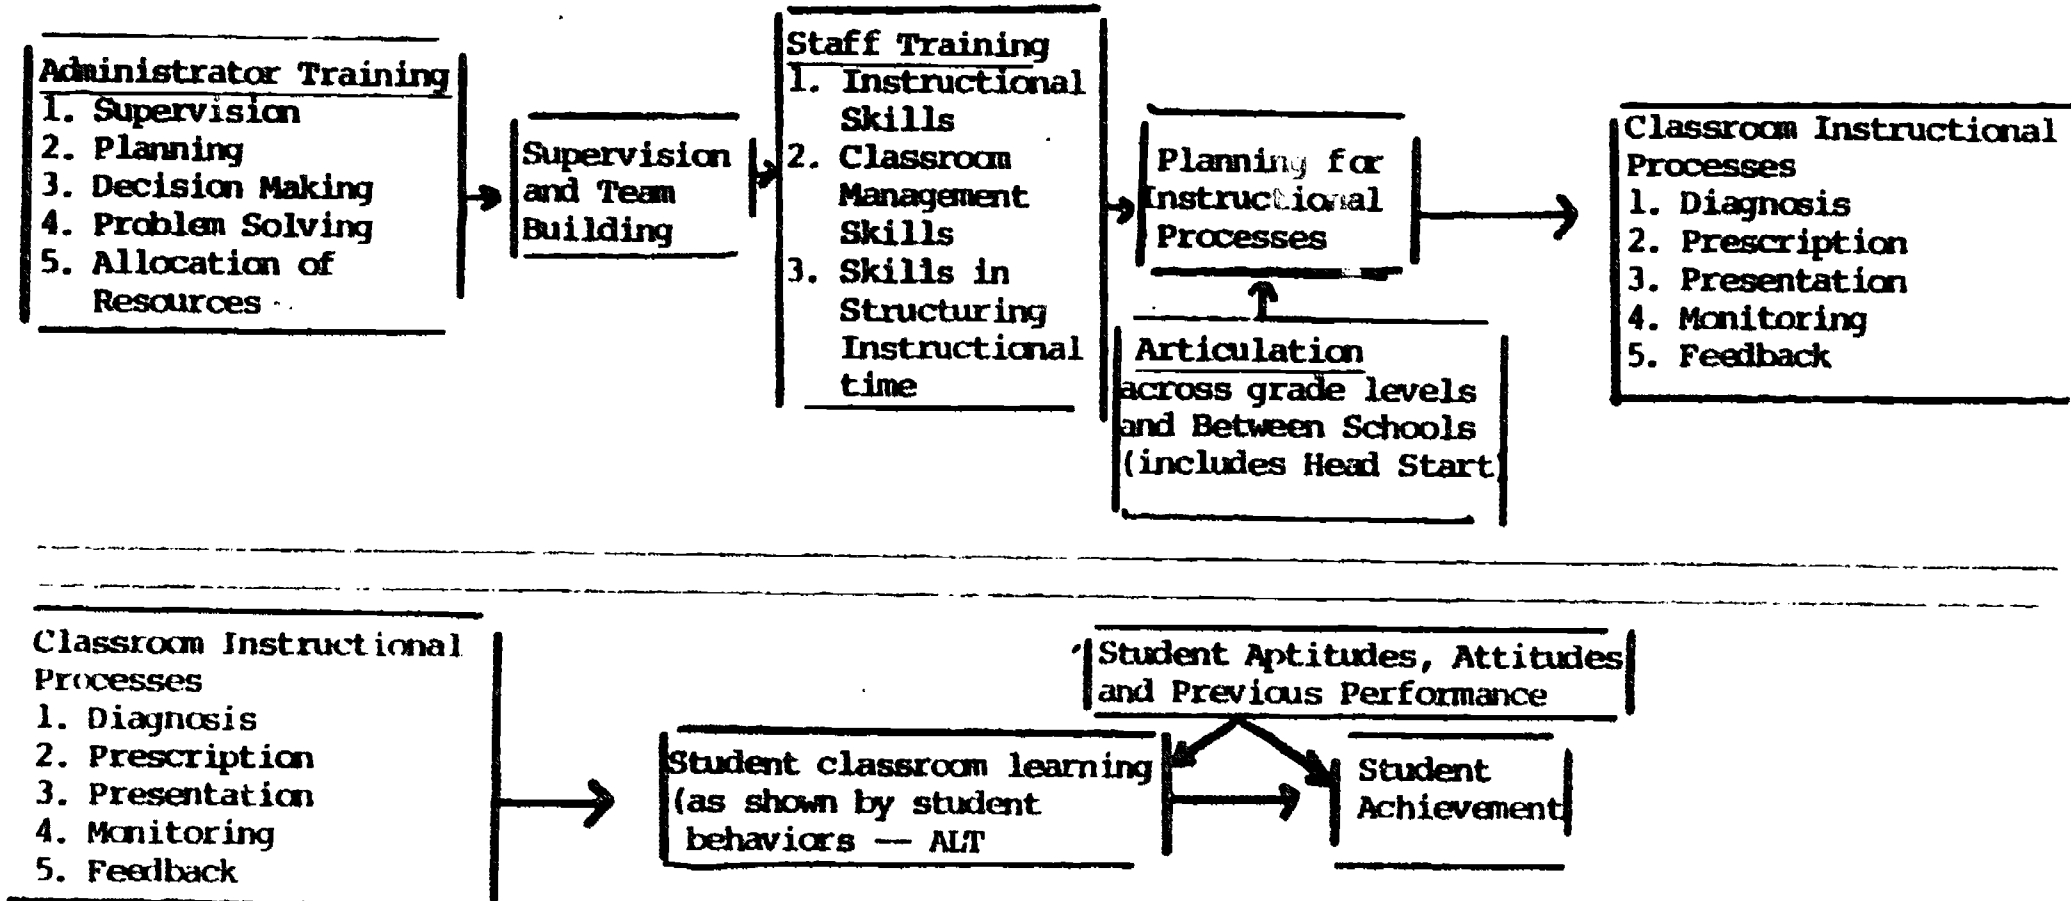 Administrator Training
1. Supervision
2. Planning
3. Decision Making
4. Problem Solving
5. Allocation of
Resources
Supervision
and Team
Building
Staff Training
1. Instructional
Skills
2. Classroom
Management
Skills
3. Skills in
Structuring
Instructional
time
Planning for
Instructional
Processes
Articulation
across grade levels
and Between Schools
(includes Head Start)
Classroom Instructional
Processes
1. Diagnosis
2. Prescription
3. Presentation
4. Monitoring
5. Feedback
Classroom Instructional
Processes
1. Diagnosis
2. Prescription
3. Presentation
4. Monitoring
5. Feedback
Student classroom learning
(as shown by student
behaviors — ALT
Student Aptitudes, Attitudes
and Previous Performance
Student
Achievement